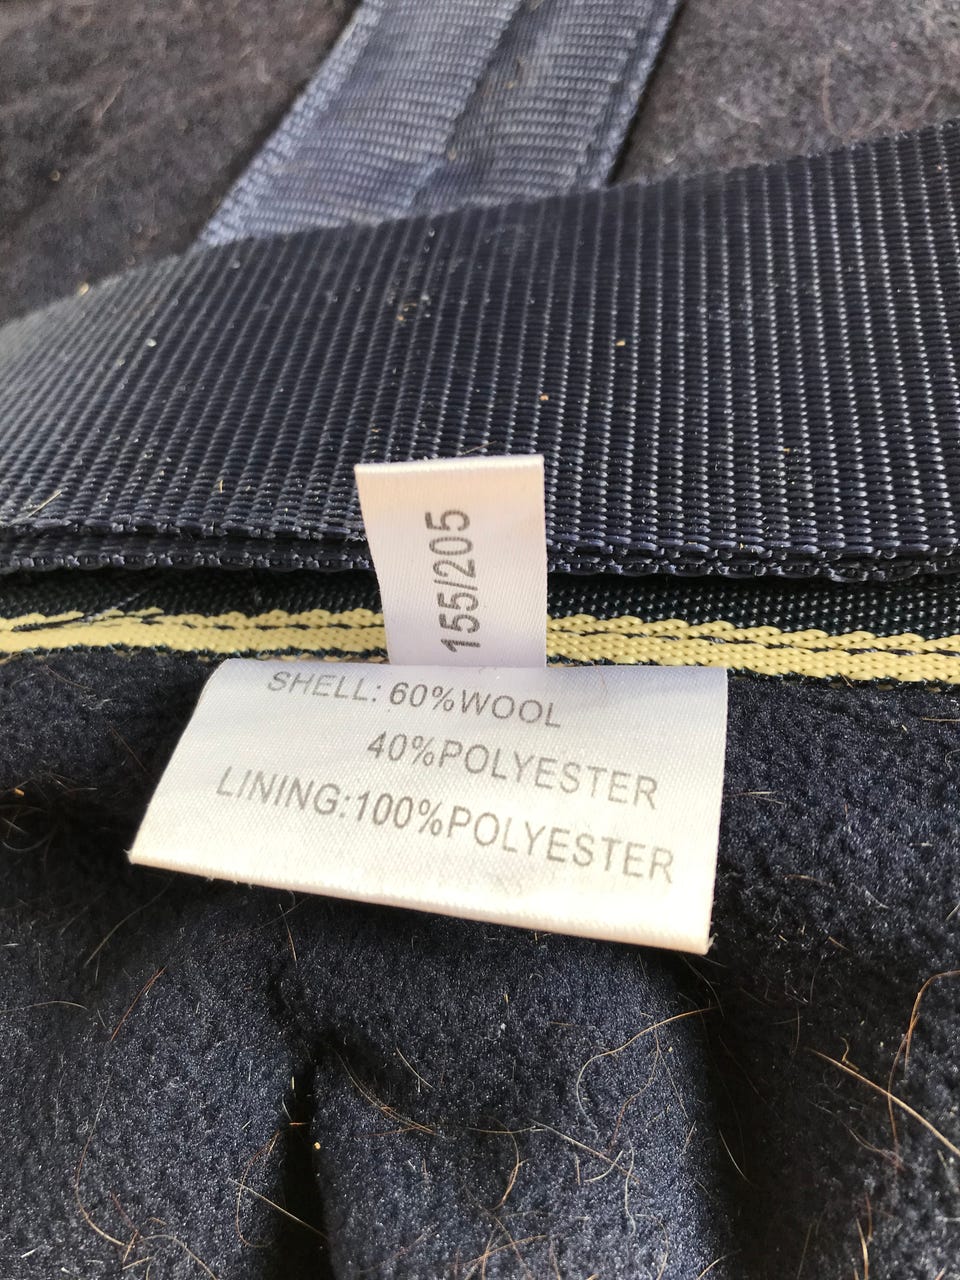 155/205
SHELL: 60%WOOL
40%POLYESTER
LINING:100%POLYESTER